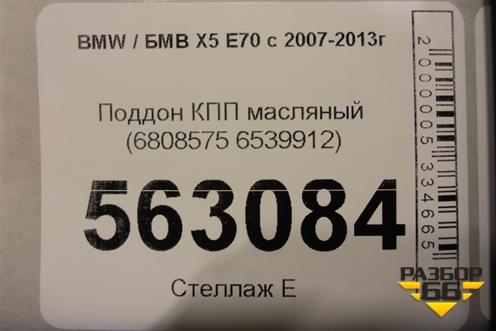 BMW / БМВ X5 E70 с 2007-2013г
Поддон КПП масляный
(6808575 6539912)
563084
Стеллаж Е
2000005334665
РАЗБОР
66